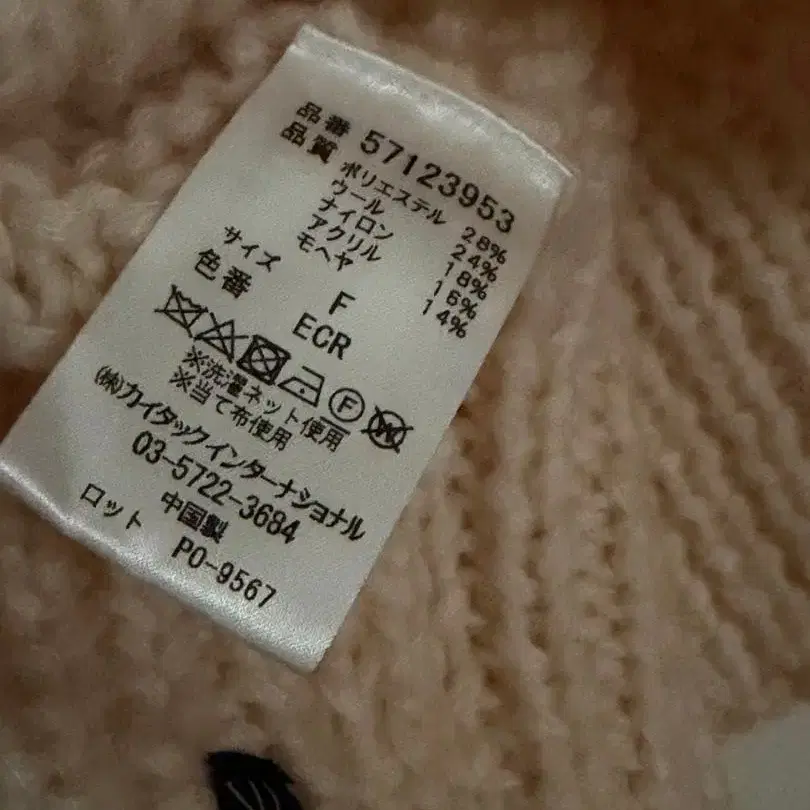 品番 57123953
品質 ポリエステル 28%
ウール 24%
ナイロン 18%
アクリル 16%
モヘヤ 14%
サイズ F
色番 ECR
F W
※洗濯ネット使用
※当て布使用
(株)カイタックインターナショナル
03-5722-3684
中国製
ロット PO-9567